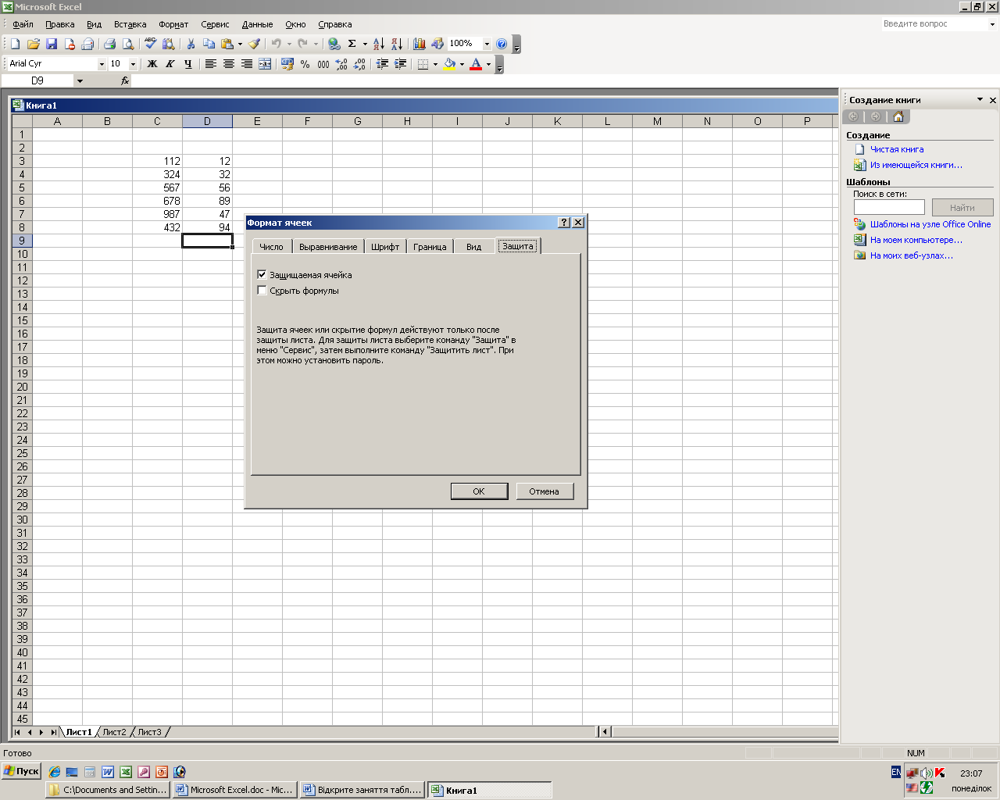 Microsoft Excel
Файл Правка Вид Вставка Формат Сервис Данные Окно Справка
Введите вопрос
100%
Arial Cyr 10 Ж К Ч
D9 fx
Книга1
Создание книги
A B C D E F G H I J K L M N O P
1
2
3 112 12
4 324 32
5 567 56
6 678 89
7 987 47
8 432 94
9
10
11
12
13
14
15
16
17
18
19
20
21
22
23
24
25
26
27
28
29
30
31
32
33
34
35
36
37
38
39
40
41
42
43
44
45
Формат ячеек
Число Выравнивание Шрифт Граница Вид Защита
Защищаемая ячейка
Скрыть формулы
Защита ячеек или скрытие формул действуют только после
защиты листа. Для защиты листа выберите команду "Защита" в
меню "Сервис", затем выполните команду "Защитить лист". При
этом можно установить пароль.
ОК Отмена
Создание
Чистая книга
Из имеющейся книги...
Шаблоны
Поиск в сети:
Найти
Шаблоны на узле Office Online
На моем компьютере...
На моих веб-узлах...
Лист1 Лист2 Лист3
Готово NUM
Пуск
EN 23:07
C:\Documents and Settin... Microsoft Excel.doc - Mic... Відкрите заняття табл.... Книга1
понеділок